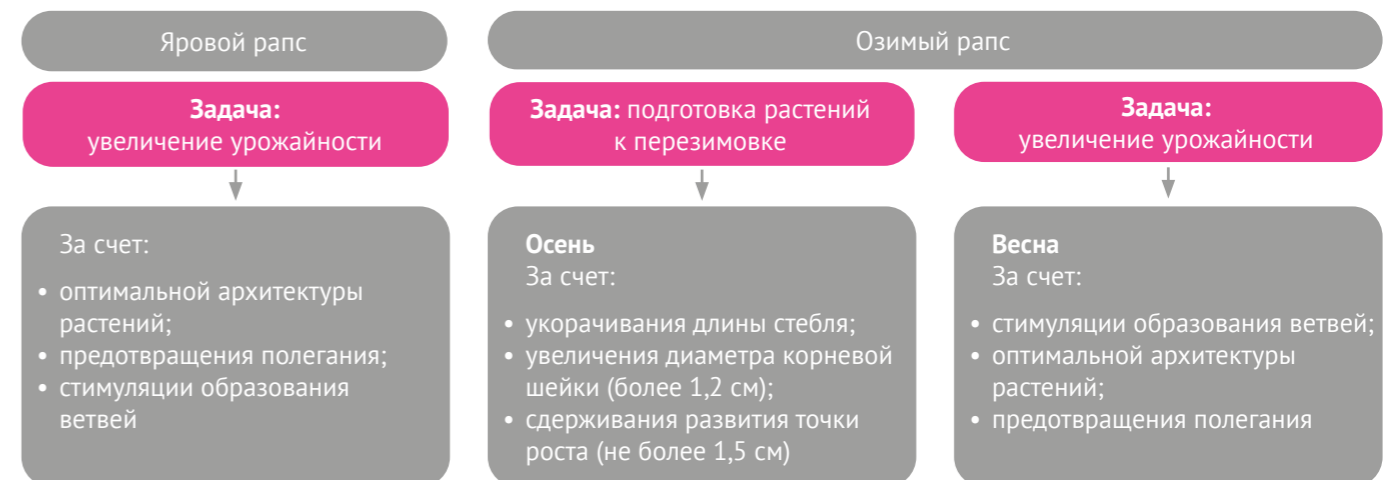 Яровой рапс
Озимый рапс
Задача:
увеличение урожайности
Задача: подготовка растений
к перезимовке
Задача:
увеличение урожайности
За счет:
• оптимальной архитектуры
растений;
• предотвращения полегания;
• стимуляции образования
ветвей
Осень
За счет:
• укорачивания длины стебля;
• увеличения диаметра корневой
шейки (более 1,2 см);
• сдерживания развития точки
роста (не более 1,5 см)
Весна
За счет:
• стимуляции образования ветвей;
• оптимальной архитектуры
растений;
• предотвращения полегания